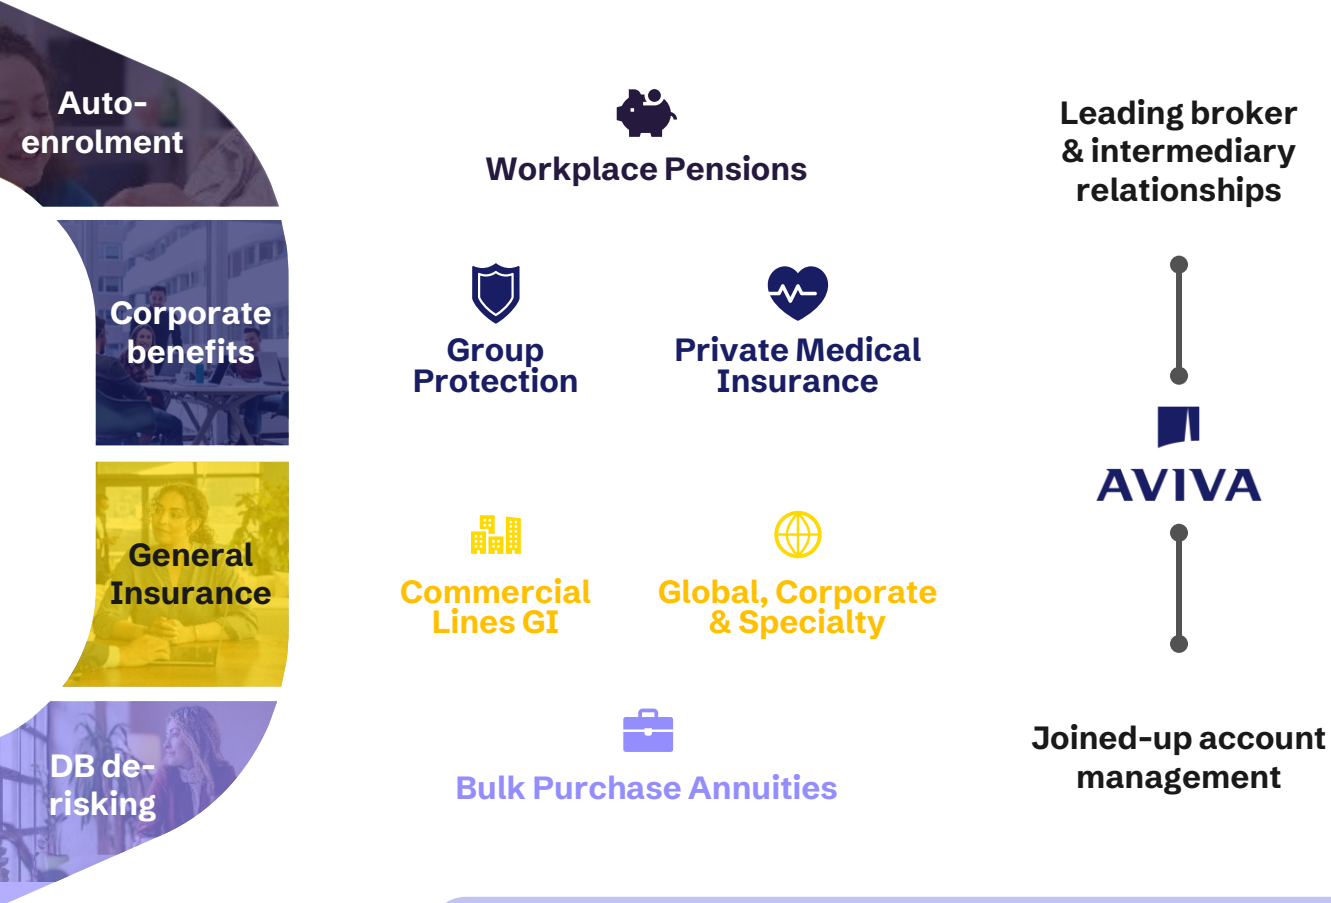 Auto-
enrolment
Workplace Pensions
Leading broker
& intermediary
relationships
Corporate
benefits
Group
Protection
Private Medical
Insurance
AVIVA
General
Insurance
Commercial
Lines GI
Global, Corporate
& Specialty
DB de-
risking
Bulk Purchase Annuities
Joined-up account
management